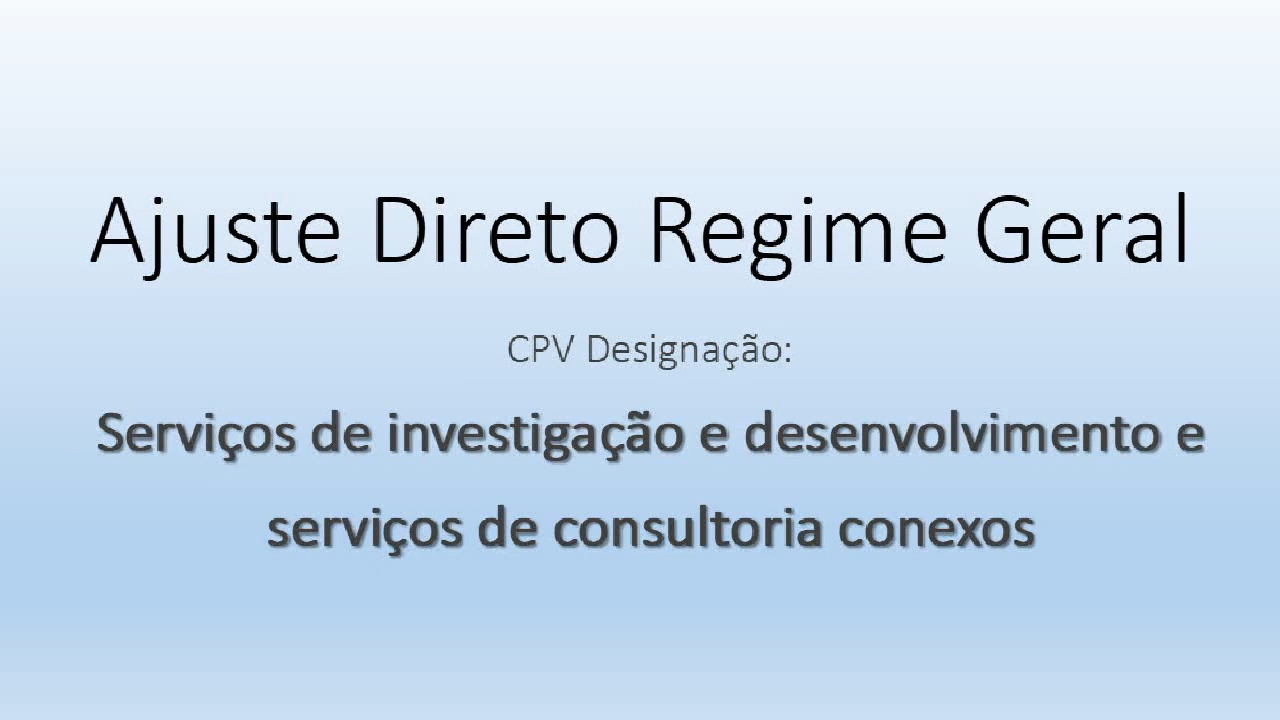 Ajuste Direto Regime Geral
CPV Designação:
Serviços de investigação e desenvolvimento e
serviços de consultoria conexos